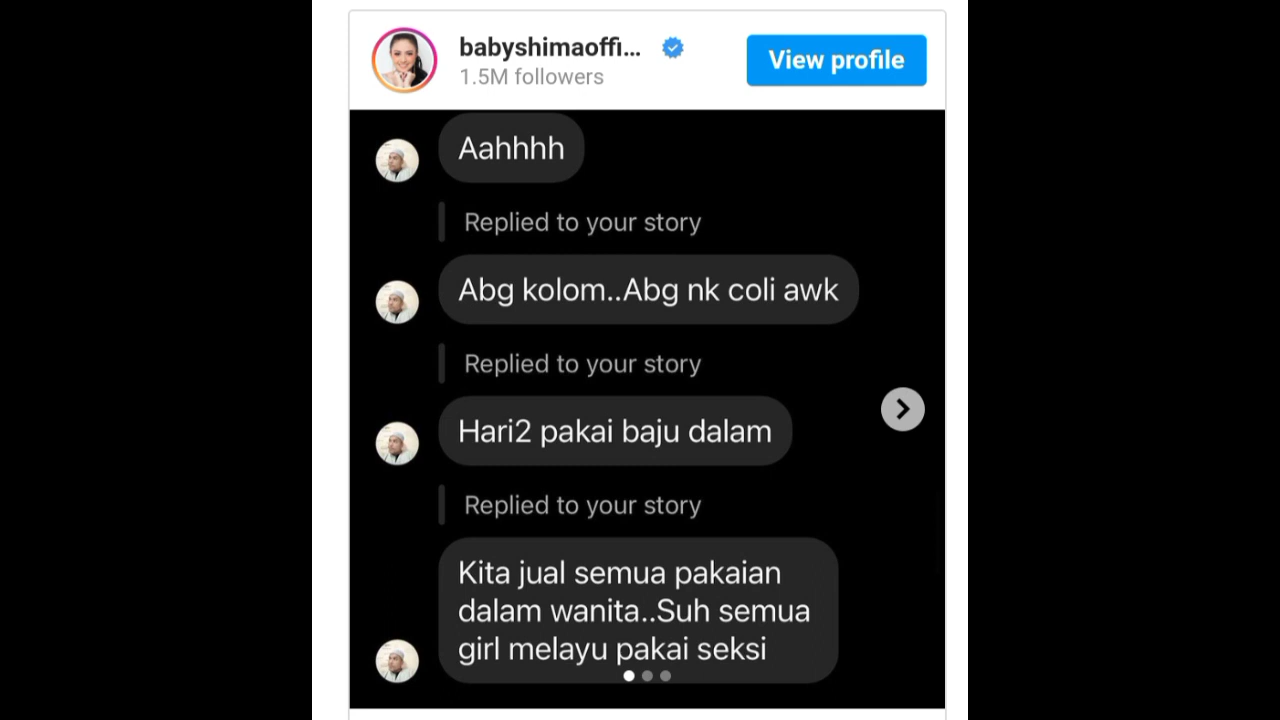 babyshimaoffi...
1.5M followers
View profile
Aahhhh
Replied to your story
Abg kolom..Abg nk coli awk
Replied to your story
Hari2 pakai baju dalam
Replied to your story
Kita jual semua pakaian
dalam wanita..Suh semua
girl melayu pakai seksi